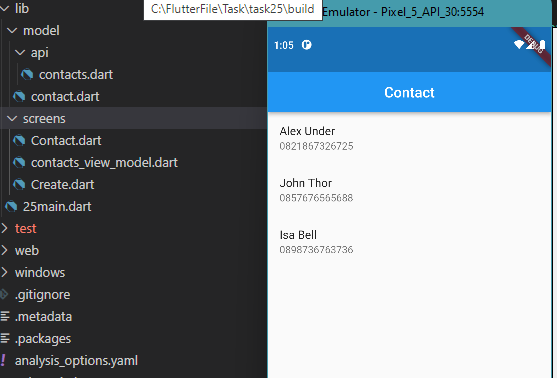 C:\FlutterFile\Task\task25\build
lib
model
api
contacts.dart
contact.dart
screens
Contact.dart
contacts_view_model.dart
Create.dart
25main.dart
test
web
windows
.gitignore
.metadata
.packages
analysis_options.yaml
Emulator - Pixel_5_API_30:5554
1:05
DEBUG
Contact
Alex Under
0821867326725
John Thor
0857676565688
Isa Bell
0898736763736